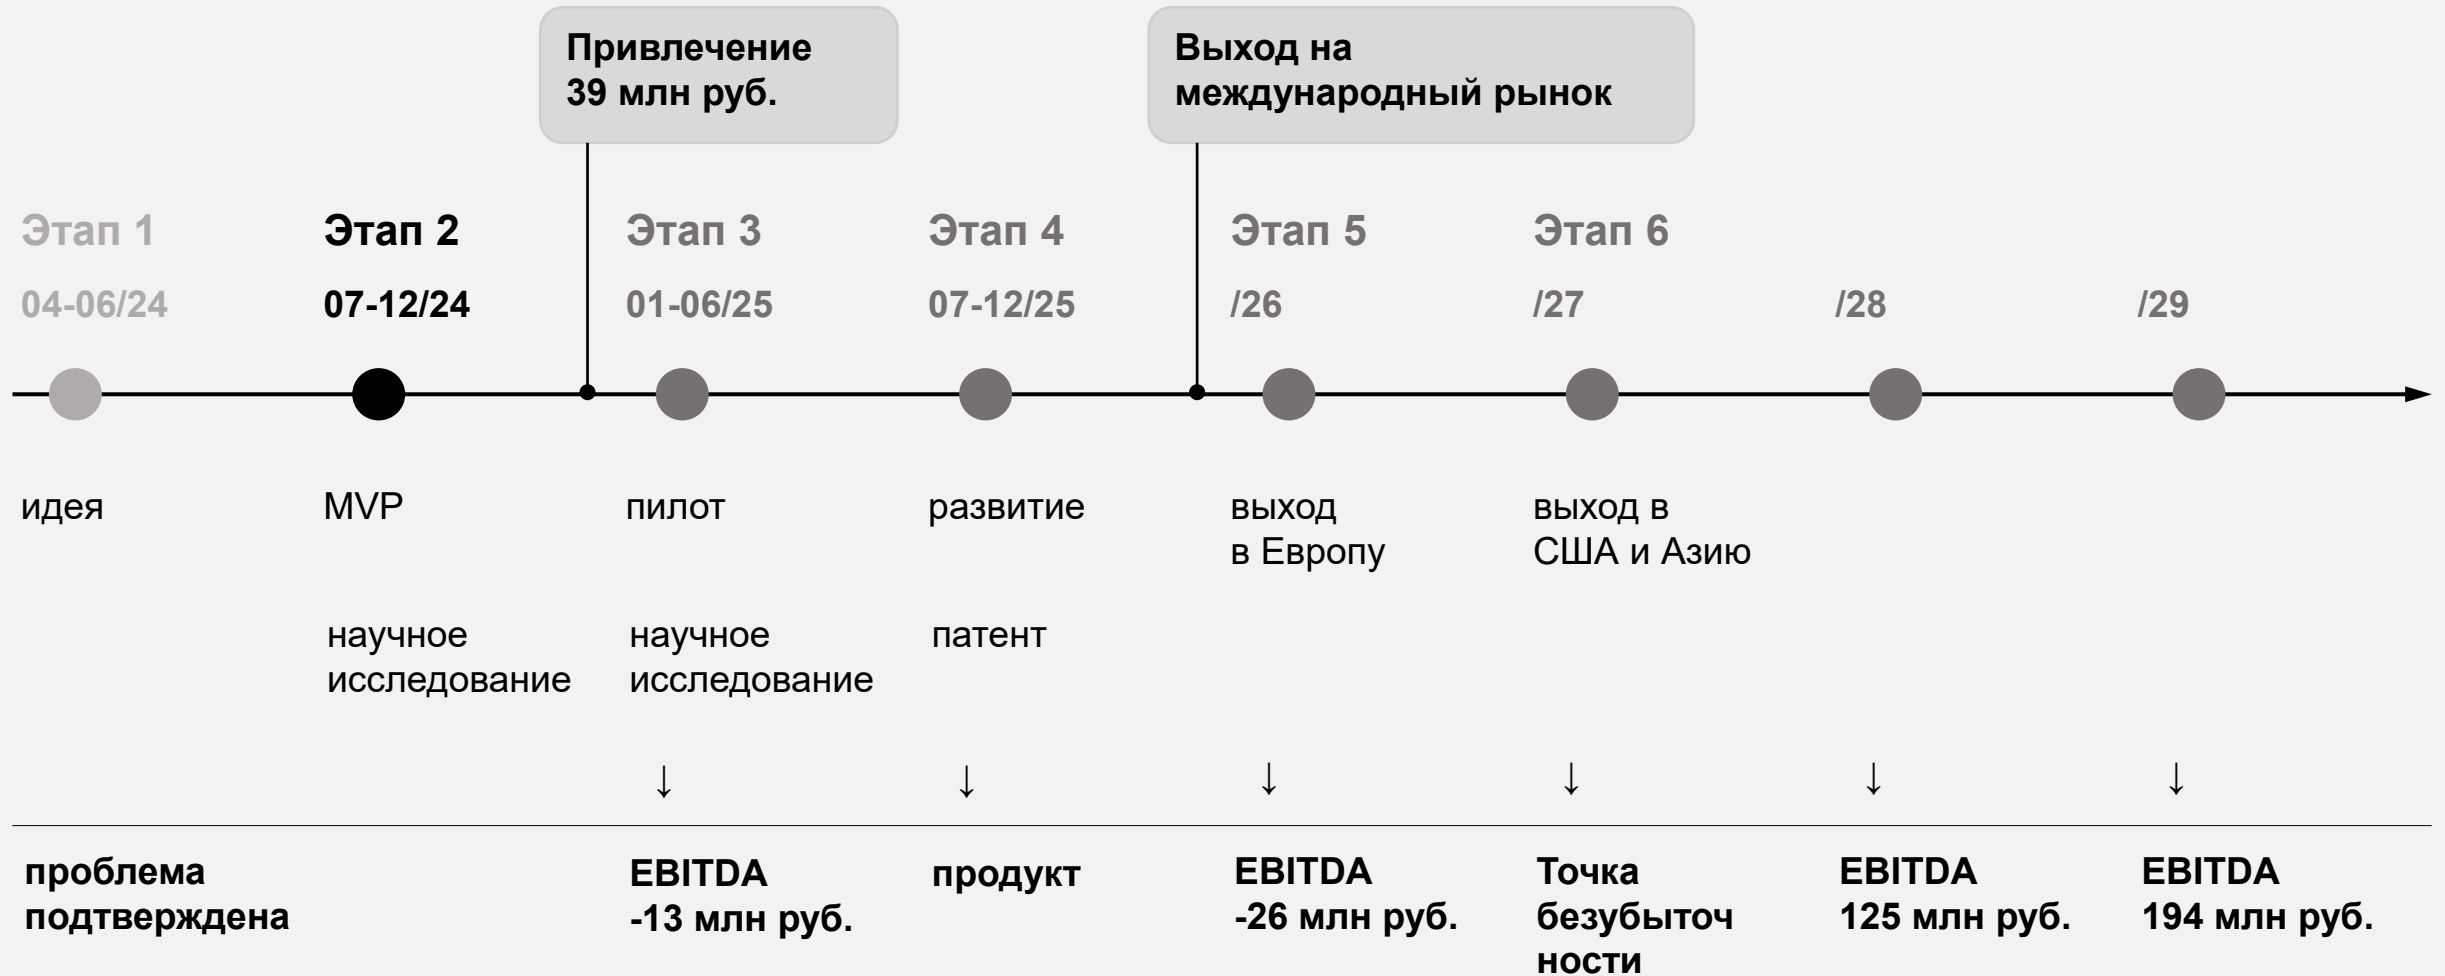 Привлечение
39 млн руб.
Выход на
международный рынок
Этап 1
Этап 2
Этап 3
Этап 4
Этап 5
Этап 6
04-06/24
07-12/24
01-06/25
07-12/25
/26
/27
/28
/29
идея
MVP
пилот
развитие
выход
в Европу
выход в
США и Азию
научное
исследование
научное
исследование
патент
↓
↓
↓
↓
↓
↓
проблема
подтверждена
EBITDA
-13 млн руб.
продукт
EBITDA
-26 млн руб.
Точка
безубыточ
ности
EBITDA
125 млн руб.
EBITDA
194 млн руб.